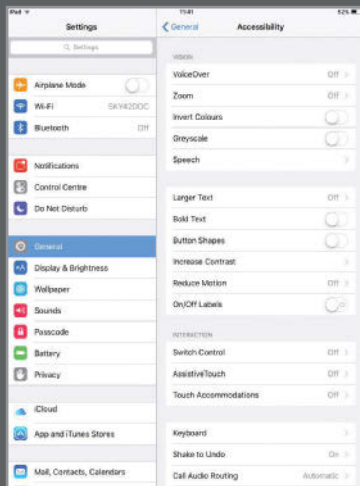 iPad
11:41
82%
Settings
General
Accessibility
Settings
Airplane Mode
Wi-Fi
SKY42D0C
Bluetooth
Off
Notifications
Control Centre
Do Not Disturb
General
Display & Brightness
Wallpaper
Sounds
Passcode
Battery
Privacy
iCloud
App and iTunes Stores
Mail, Contacts, Calendars
VISION
VoiceOver
Off
Zoom
Off
Invert Colours
Greyscale
Speech
Larger Text
Off
Bold Text
Button Shapes
Increase Contrast
Reduce Motion
Off
On/Off Labels
INTERACTION
Switch Control
Off
AssistiveTouch
Off
Touch Accommodations
Off
Keyboard
Shake to Undo
On
Call Audio Routing
Automatic